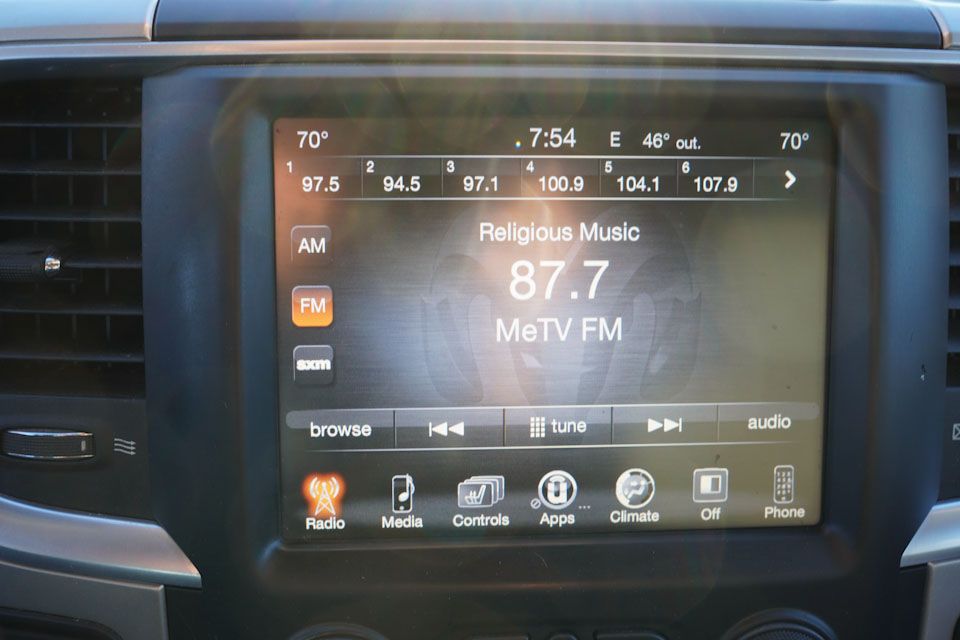 70° 7:54 E 46° out. 70°
1 97.5 2 94.5 3 97.1 4 100.9 5 104.1 6 107.9
Religious Music
AM
87.7
FM
MeTV FM
sxm
browse tune audio
Radio Media Controls Apps ... Climate Off Phone